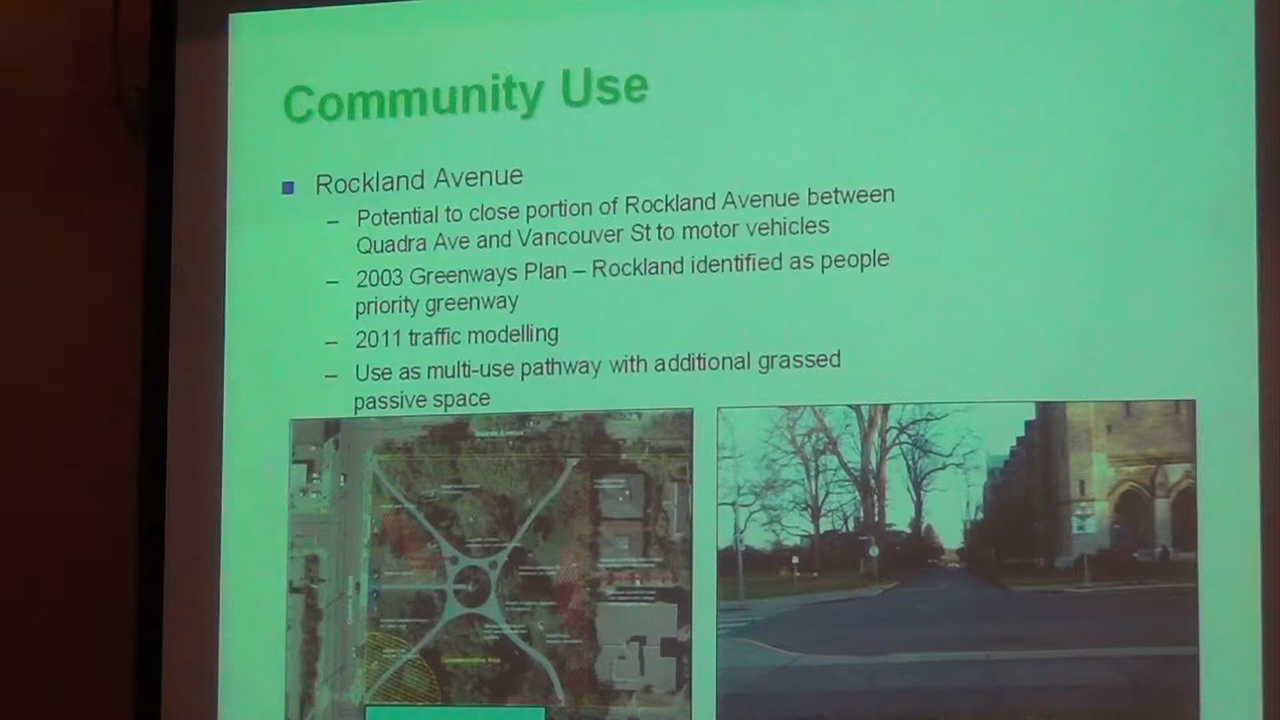 Community Use
Rockland Avenue
– Potential to close portion of Rockland Avenue between
Quadra Ave and Vancouver St to motor vehicles
– 2003 Greenways Plan – Rockland identified as people
priority greenway
– 2011 traffic modelling
– Use as multi-use pathway with additional grassed
passive space